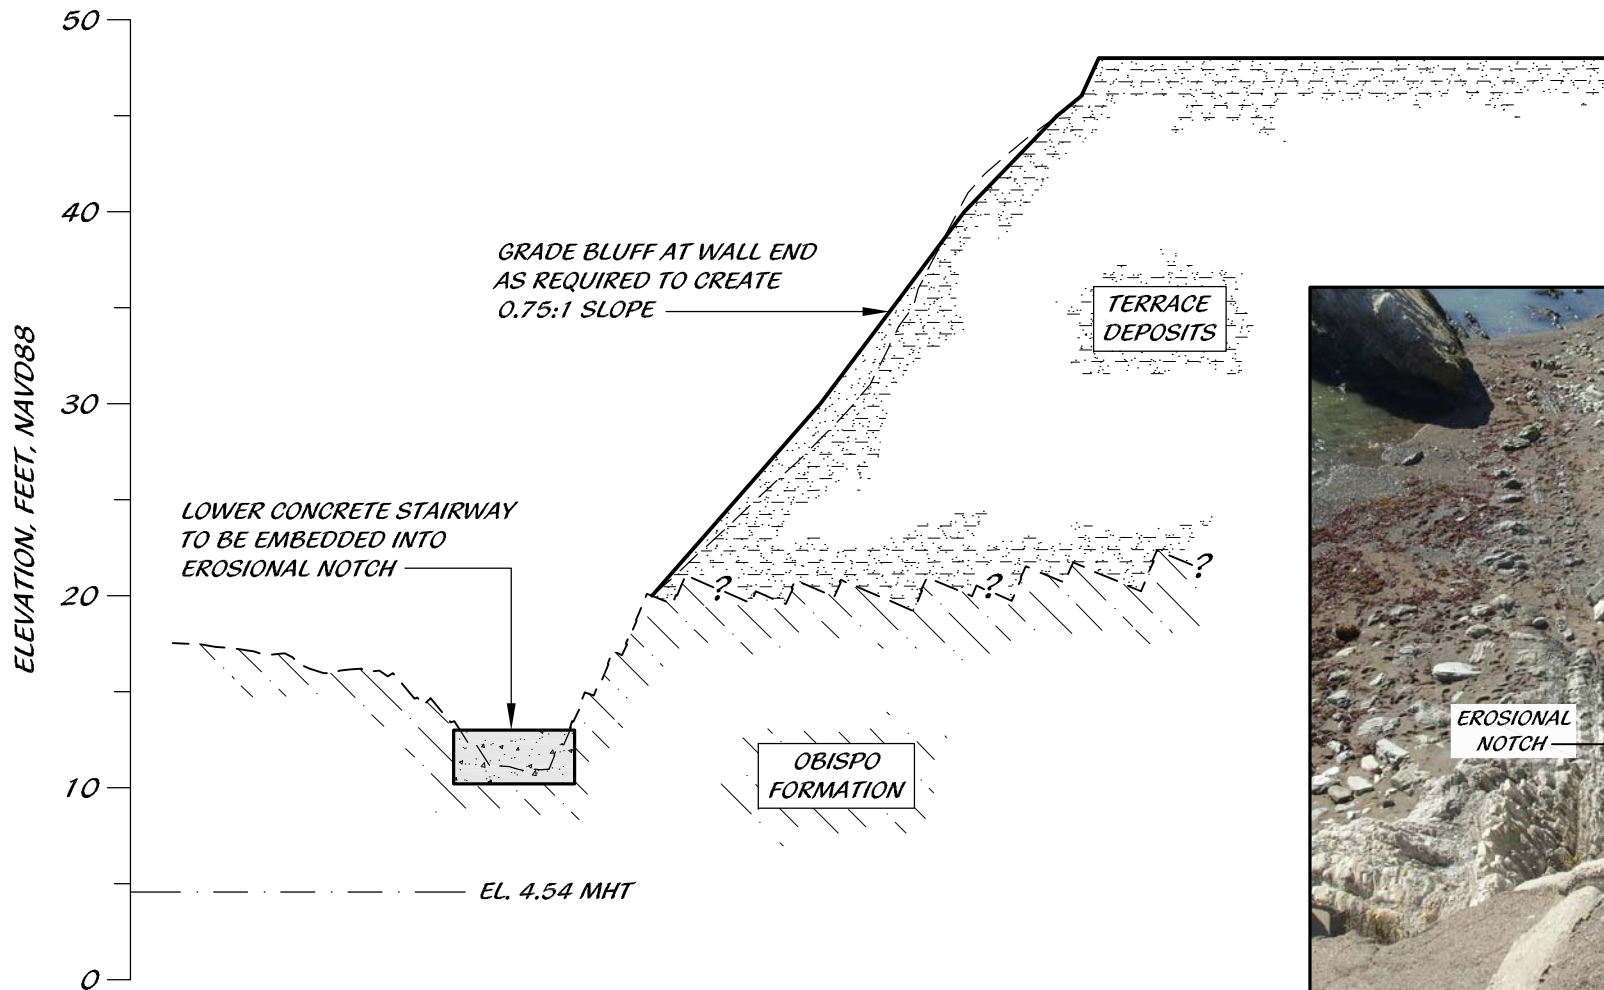 50
40
30
20
10
0
ELEVATION, FEET, NAVD88
GRADE BLUFF AT WALL END
AS REQUIRED TO CREATE
0.75:1 SLOPE
TERRACE
DEPOSITS
LOWER CONCRETE STAIRWAY
TO BE EMBEDDED INTO
EROSIONAL NOTCH
?
?
?
OBISPO
FORMATION
EROSIONAL
NOTCH
EL. 4.54 MHT